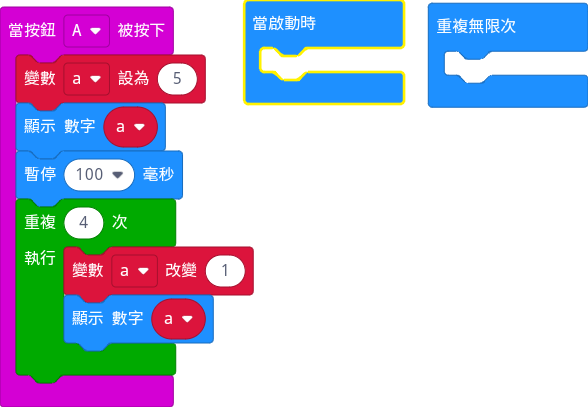 當按鈕 A 被按下
變數 a 設為 5
顯示 數字 a
暫停 100 毫秒
重複 4 次
執行
變數 a 改變 1
顯示 數字 a
當啟動時
重複無限次